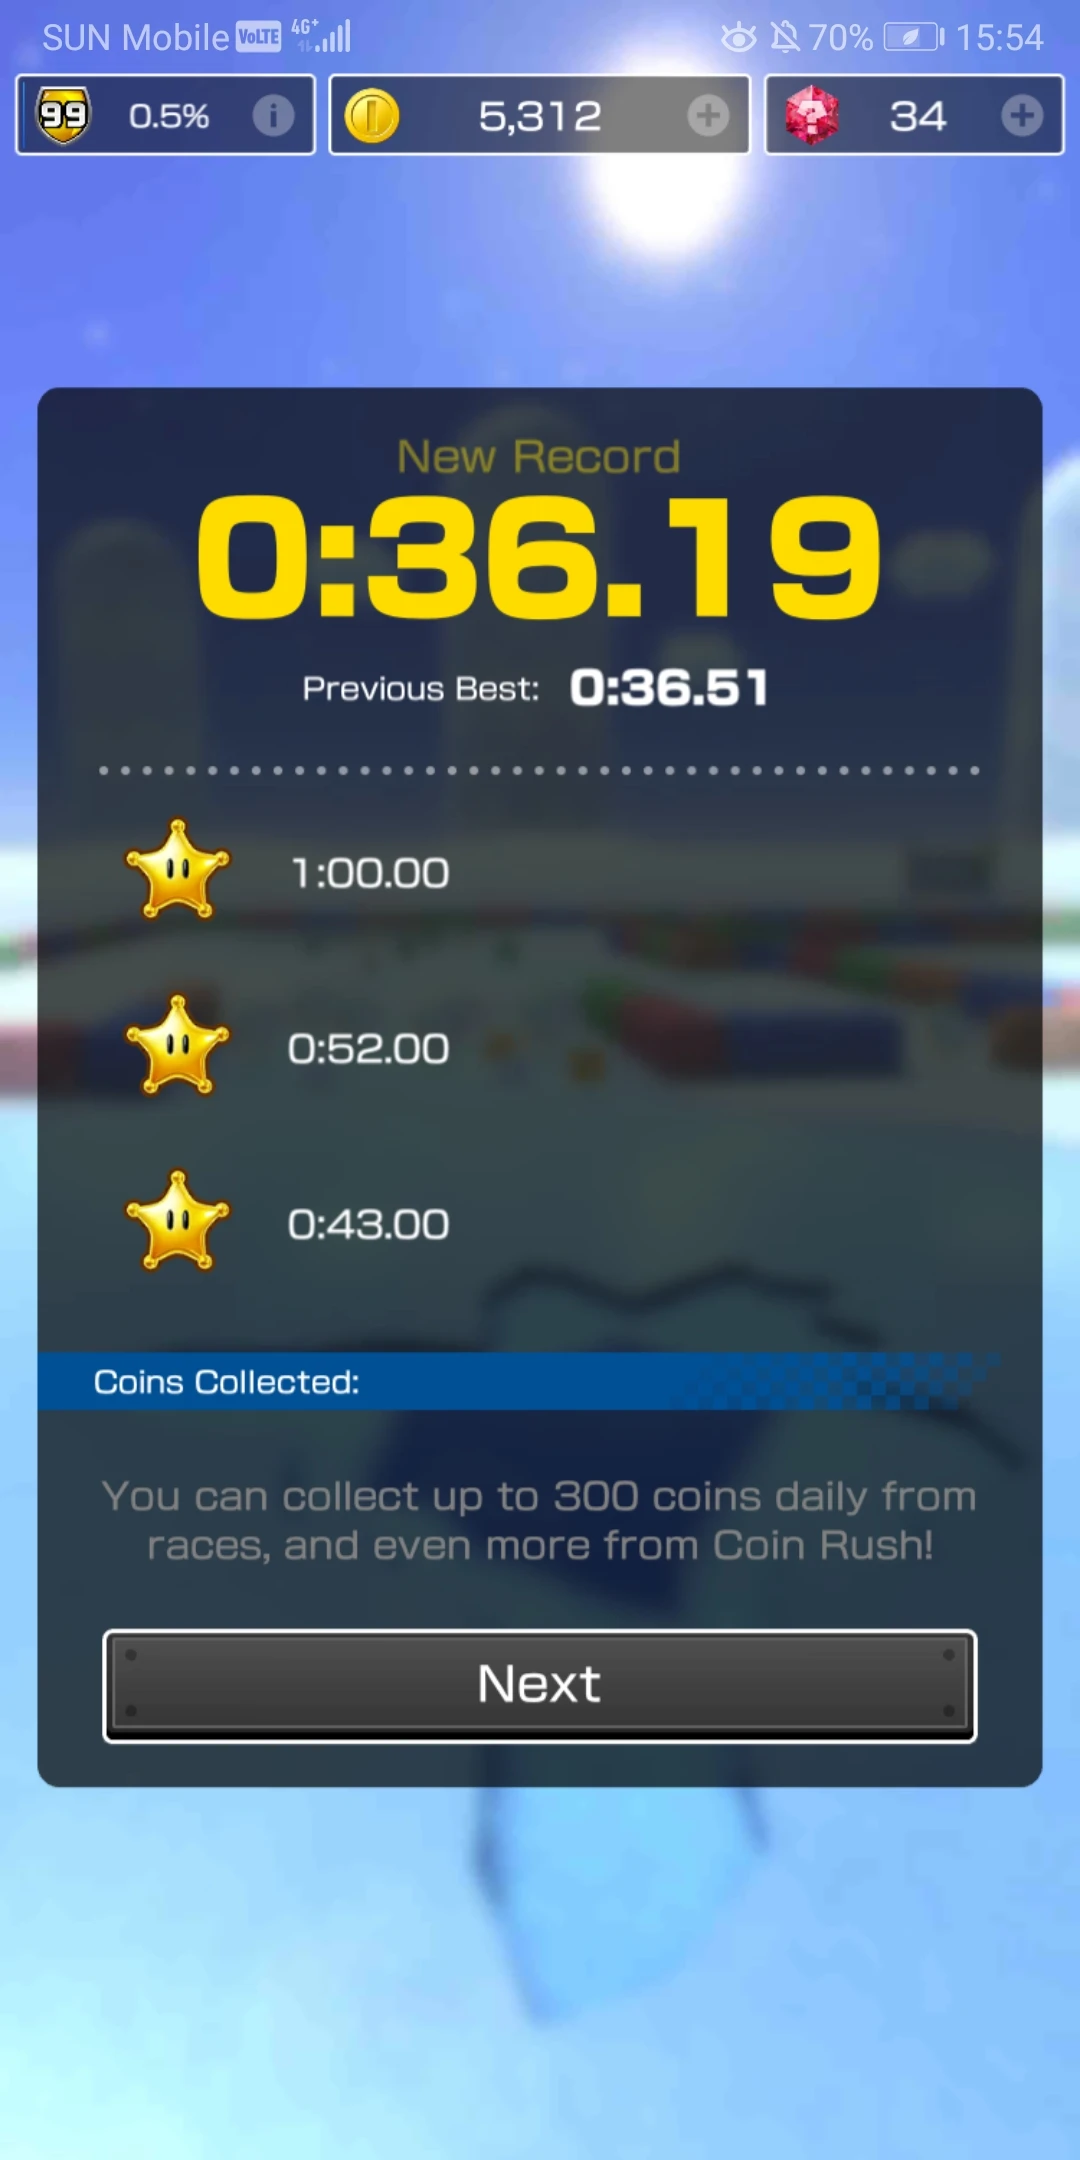 SUN Mobile VoLTE 4G+ 70% 15:54
99 0.5% i 5,312 + ? 34 +
New Record
0:36.19
Previous Best: 0:36.51
1:00.00
0:52.00
0:43.00
Coins Collected:
You can collect up to 300 coins daily from
races, and even more from Coin Rush!
Next